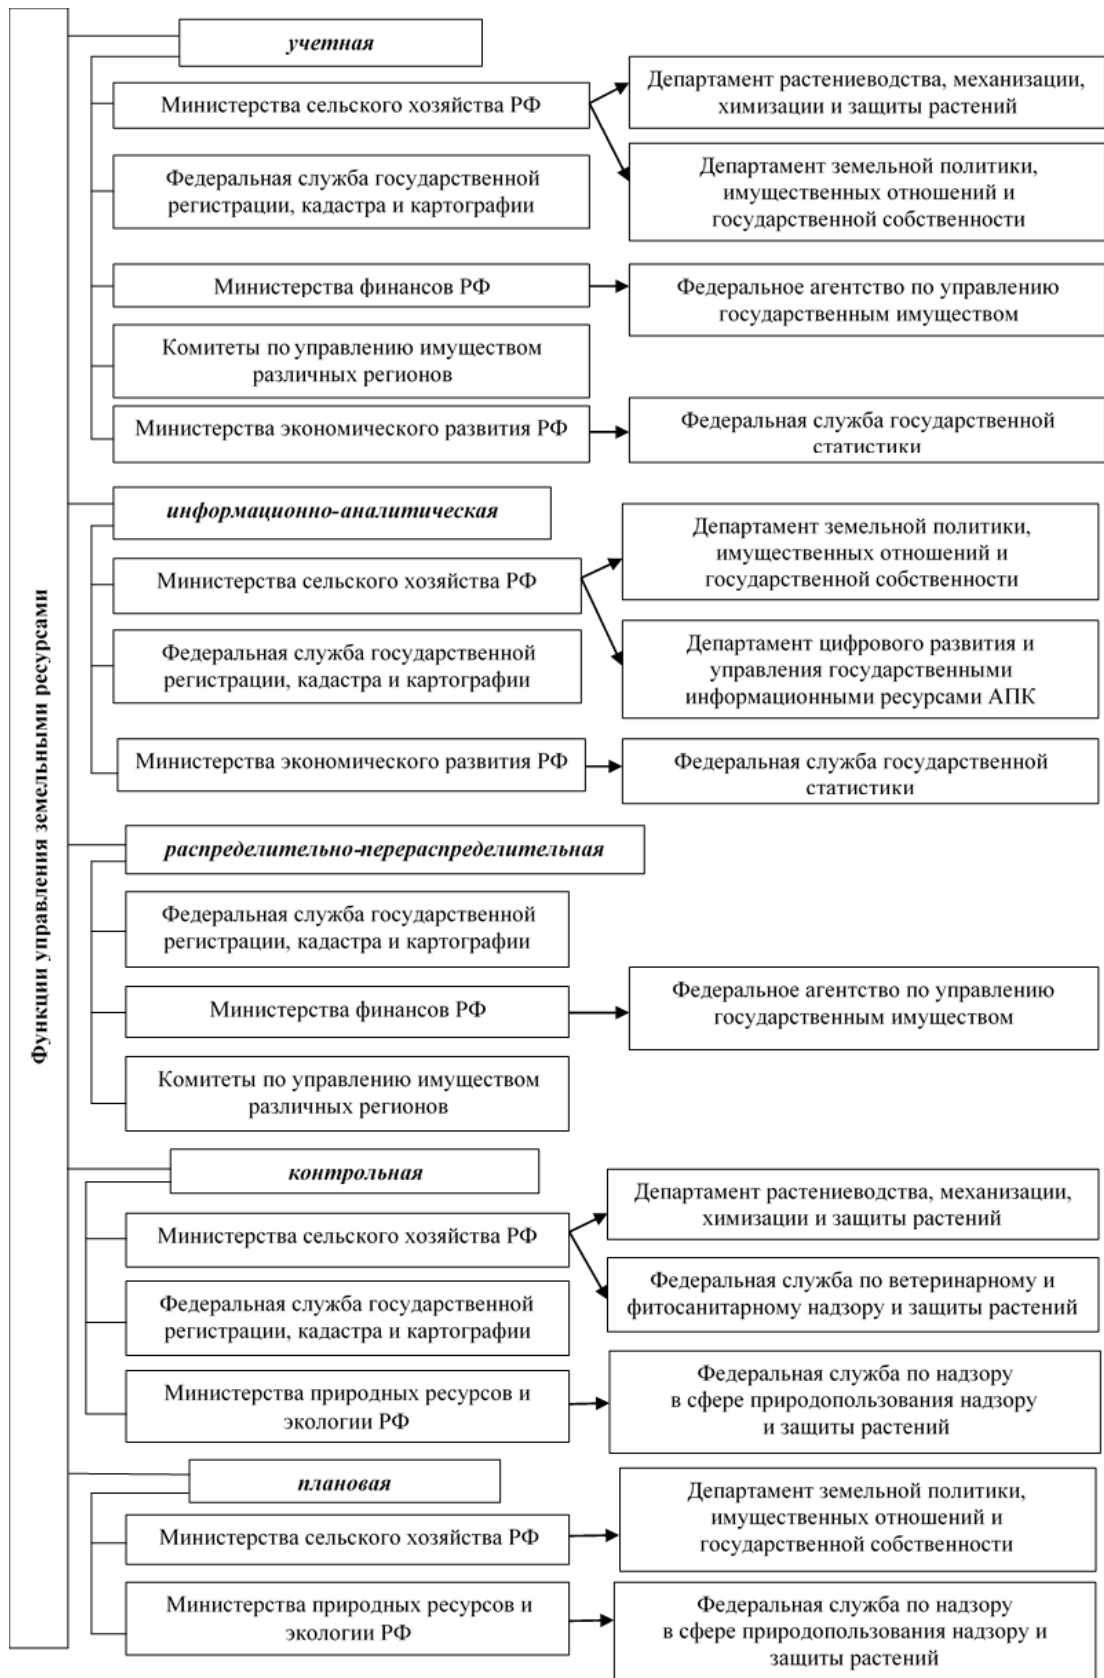 Функции управления земельными ресурсами
учетная
Министерства сельского хозяйства РФ
Департамент растениеводства, механизации,
химизации и защиты растений
Департамент земельной политики,
имущественных отношений и
государственной собственности
Федеральная служба государственной
регистрации, кадастра и картографии
Министерства финансов РФ
Федеральное агентство по управлению
государственным имуществом
Комитеты по управлению имуществом
различных регионов
Министерства экономического развития РФ
Федеральная служба государственной
статистики
информационно-аналитическая
Министерства сельского хозяйства РФ
Департамент земельной политики,
имущественных отношений и
государственной собственности
Департамент цифрового развития и
управления государственными
информационными ресурсами АПК
Федеральная служба государственной
регистрации, кадастра и картографии
Министерства экономического развития РФ
Федеральная служба государственной
статистики
распределительно-перераспределительная
Федеральная служба государственной
регистрации, кадастра и картографии
Министерства финансов РФ
Федеральное агентство по управлению
государственным имуществом
Комитеты по управлению имуществом
различных регионов
контрольная
Министерства сельского хозяйства РФ
Департамент растениеводства, механизации,
химизации и защиты растений
Федеральная служба по ветеринарному и
фитосанитарному надзору и защиты растений
Федеральная служба государственной
регистрации, кадастра и картографии
Министерства природных ресурсов и
экологии РФ
Федеральная служба по надзору
в сфере природопользования надзору
и защиты растений
плановая
Министерства сельского хозяйства РФ
Департамент земельной политики,
имущественных отношений и
государственной собственности
Министерства природных ресурсов и
экологии РФ
Федеральная служба по надзору
в сфере природопользования надзору и
защиты растений